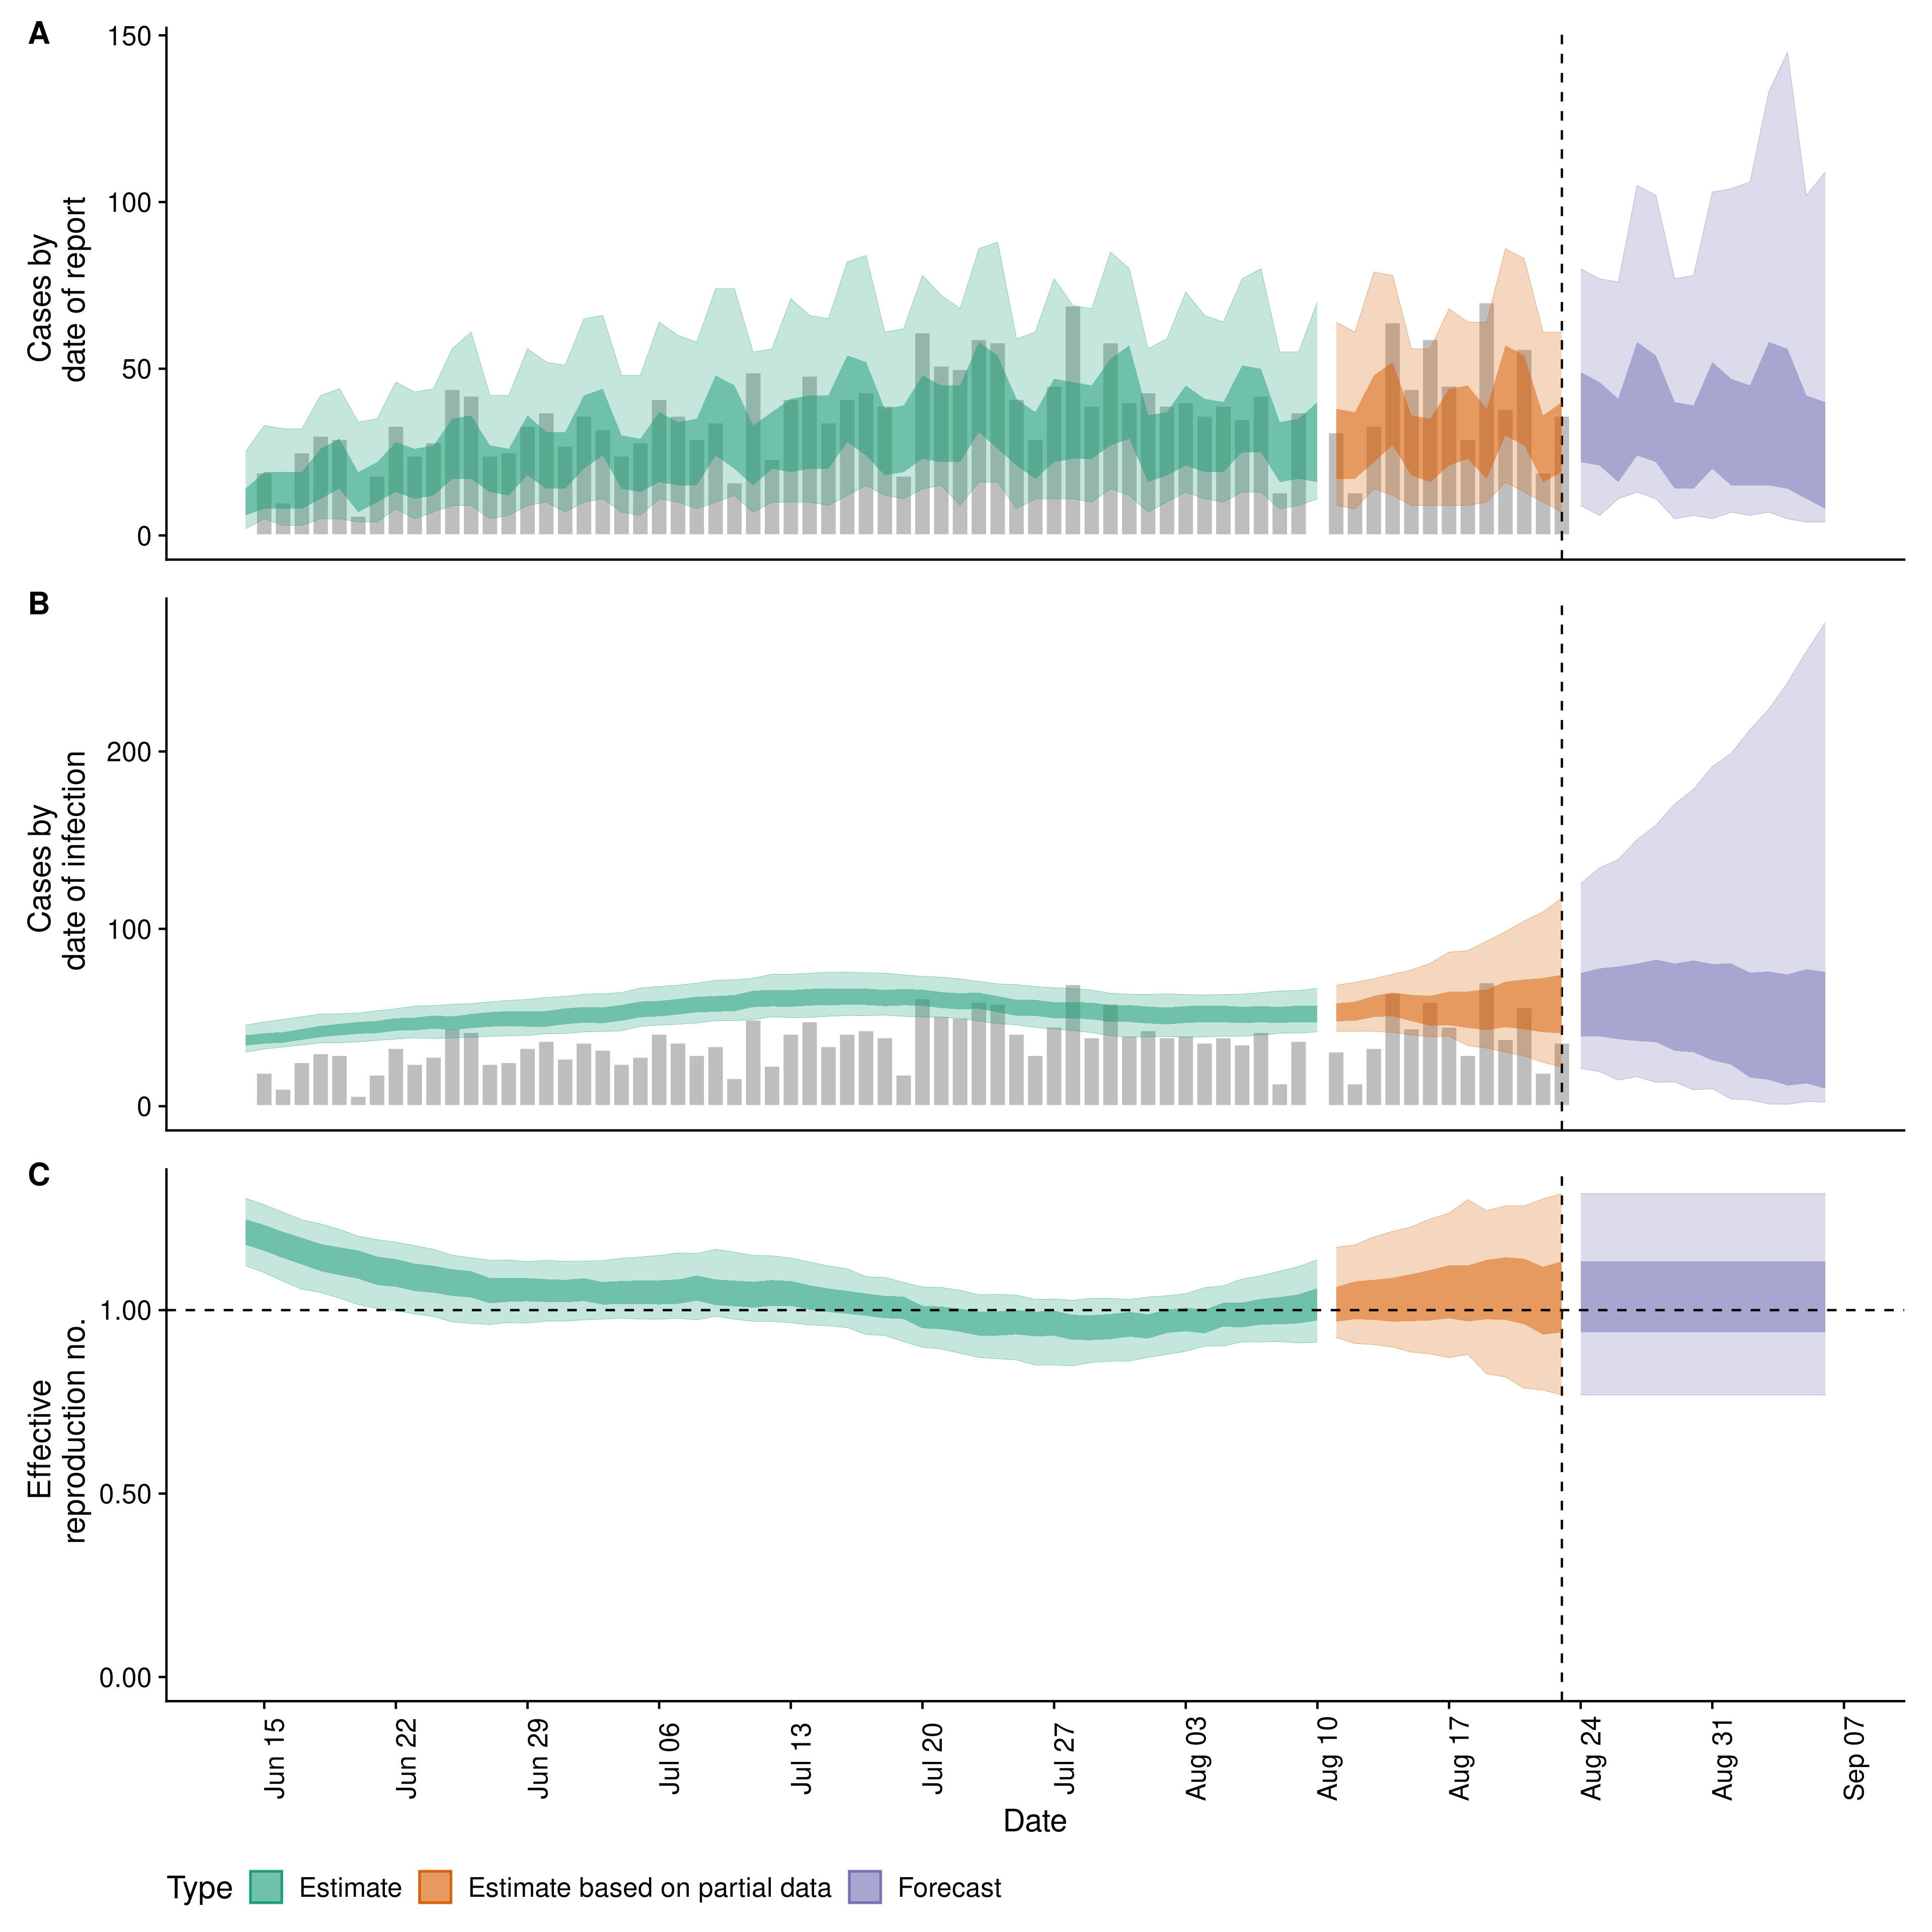 A
Cases by
date of report
150
100
50
0
B
Cases by
date of infection
200
100
0
C
Effective
reproduction no.
1.00
0.50
0.00
Jun 15
Jun 22
Jun 29
Jul 06
Jul 13
Jul 20
Jul 27
Aug 03
Aug 10
Aug 17
Aug 24
Aug 31
Sep 07
Date
Type Estimate Estimate based on partial data Forecast